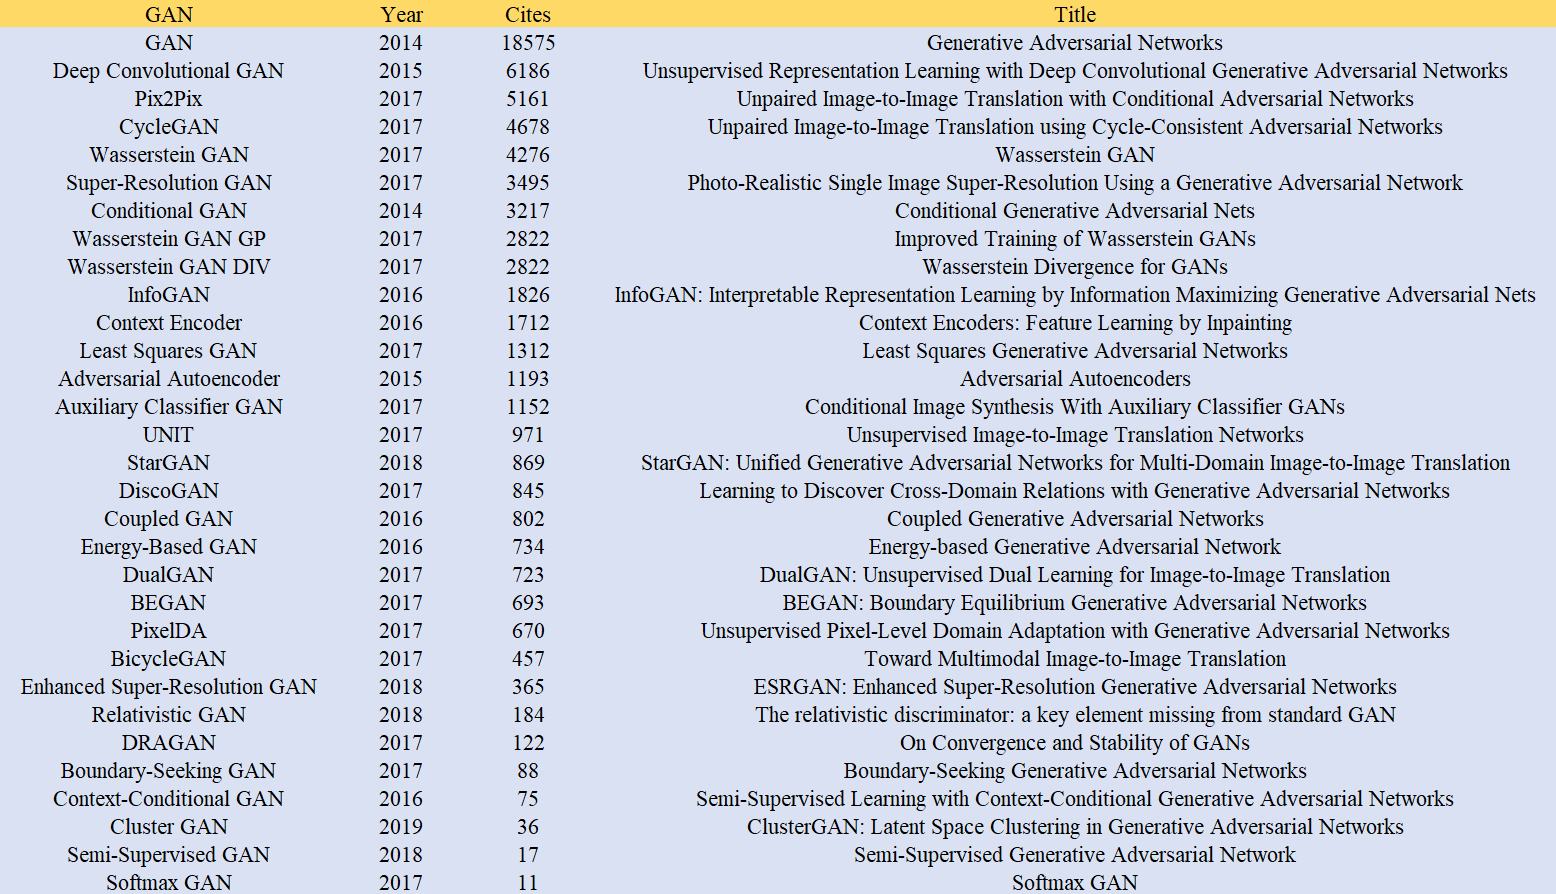 GAN Year Cites Title
GAN 2014 18575 Generative Adversarial Networks
Deep Convolutional GAN 2015 6186 Unsupervised Representation Learning with Deep Convolutional Generative Adversarial Networks
Pix2Pix 2017 5161 Unpaired Image-to-Image Translation with Conditional Adversarial Networks
CycleGAN 2017 4678 Unpaired Image-to-Image Translation using Cycle-Consistent Adversarial Networks
Wasserstein GAN 2017 4276 Wasserstein GAN
Super-Resolution GAN 2017 3495 Photo-Realistic Single Image Super-Resolution Using a Generative Adversarial Network
Conditional GAN 2014 3217 Conditional Generative Adversarial Nets
Wasserstein GAN GP 2017 2822 Improved Training of Wasserstein GANs
Wasserstein GAN DIV 2017 2822 Wasserstein Divergence for GANs
InfoGAN 2016 1826 InfoGAN: Interpretable Representation Learning by Information Maximizing Generative Adversarial Nets
Context Encoder 2016 1712 Context Encoders: Feature Learning by Inpainting
Least Squares GAN 2017 1312 Least Squares Generative Adversarial Networks
Adversarial Autoencoder 2015 1193 Adversarial Autoencoders
Auxiliary Classifier GAN 2017 1152 Conditional Image Synthesis With Auxiliary Classifier GANs
UNIT 2017 971 Unsupervised Image-to-Image Translation Networks
StarGAN 2018 869 StarGAN: Unified Generative Adversarial Networks for Multi-Domain Image-to-Image Translation
DiscoGAN 2017 845 Learning to Discover Cross-Domain Relations with Generative Adversarial Networks
Coupled GAN 2016 802 Coupled Generative Adversarial Networks
Energy-Based GAN 2016 734 Energy-based Generative Adversarial Network
DualGAN 2017 723 DualGAN: Unsupervised Dual Learning for Image-to-Image Translation
BEGAN 2017 693 BEGAN: Boundary Equilibrium Generative Adversarial Networks
PixelDA 2017 670 Unsupervised Pixel-Level Domain Adaptation with Generative Adversarial Networks
BicycleGAN 2017 457 Toward Multimodal Image-to-Image Translation
Enhanced Super-Resolution GAN 2018 365 ESRGAN: Enhanced Super-Resolution Generative Adversarial Networks
Relativistic GAN 2018 184 The relativistic discriminator: a key element missing from standard GAN
DRAGAN 2017 122 On Convergence and Stability of GANs
Boundary-Seeking GAN 2017 88 Boundary-Seeking Generative Adversarial Networks
Context-Conditional GAN 2016 75 Semi-Supervised Learning with Context-Conditional Generative Adversarial Networks
Cluster GAN 2019 36 ClusterGAN: Latent Space Clustering in Generative Adversarial Networks
Semi-Supervised GAN 2018 17 Semi-Supervised Generative Adversarial Network
Softmax GAN 2017 11 Softmax GAN